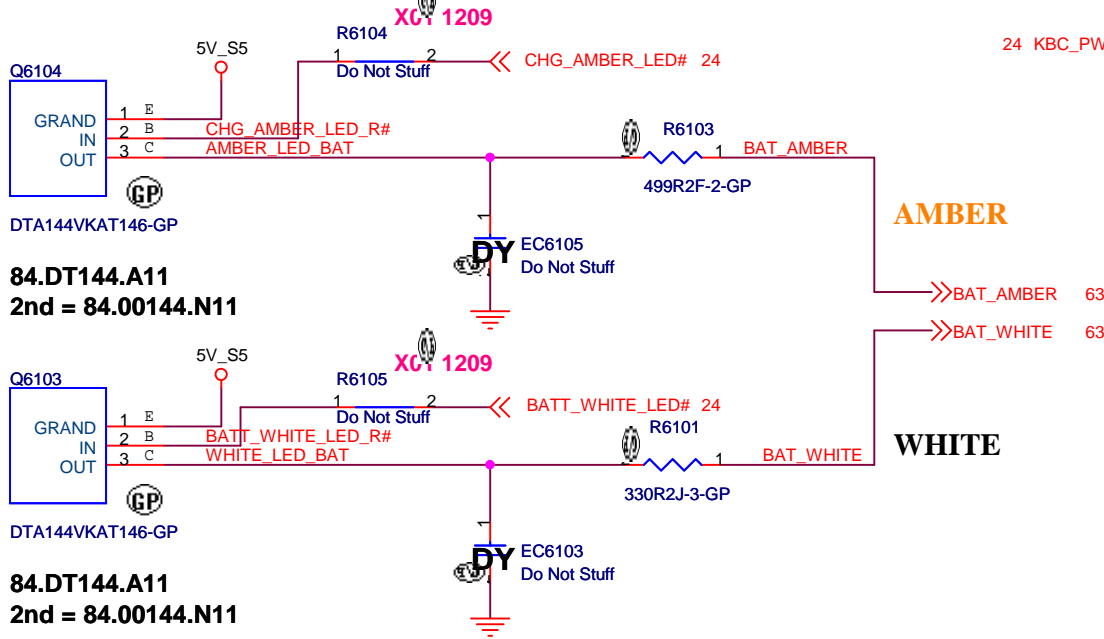 X01 1209
R6104
1 2
Do Not Stuff
CHG_AMBER_LED# 24
24 KBC_PW
5V_S5
Q6104
GRAND 1 E
IN 2 B
OUT 3 C
CHG_AMBER_LED_R#
AMBER_LED_BAT
GP
DTA144VKAT146-GP
84.DT144.A11
2nd = 84.00144.N11
R6103
1
499R2F-2-GP
BAT_AMBER
1
DY
EC6105
Do Not Stuff
AMBER
BAT_AMBER 63
BAT_WHITE 63
X01 1209
R6105
1 2
Do Not Stuff
BATT_WHITE_LED# 24
5V_S5
Q6103
GRAND 1 E
IN 2 B
OUT 3 C
BATT_WHITE_LED_R#
WHITE_LED_BAT
GP
DTA144VKAT146-GP
84.DT144.A11
2nd = 84.00144.N11
R6101
1
330R2J-3-GP
BAT_WHITE
1
DY
EC6103
Do Not Stuff
WHITE